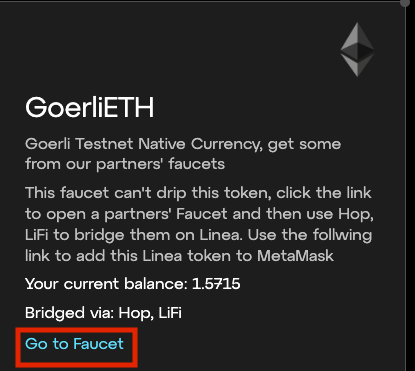 GoerliETH
Goerli Testnet Native Currency, get some
from our partners' faucets
This faucet can't drip this token, click the link
to open a partners' Faucet and then use Hop,
LiFi to bridge them on Linea. Use the follwing
link to add this Linea token to MetaMask
Your current balance: 1.5715
Bridged via: Hop, LiFi
Go to Faucet